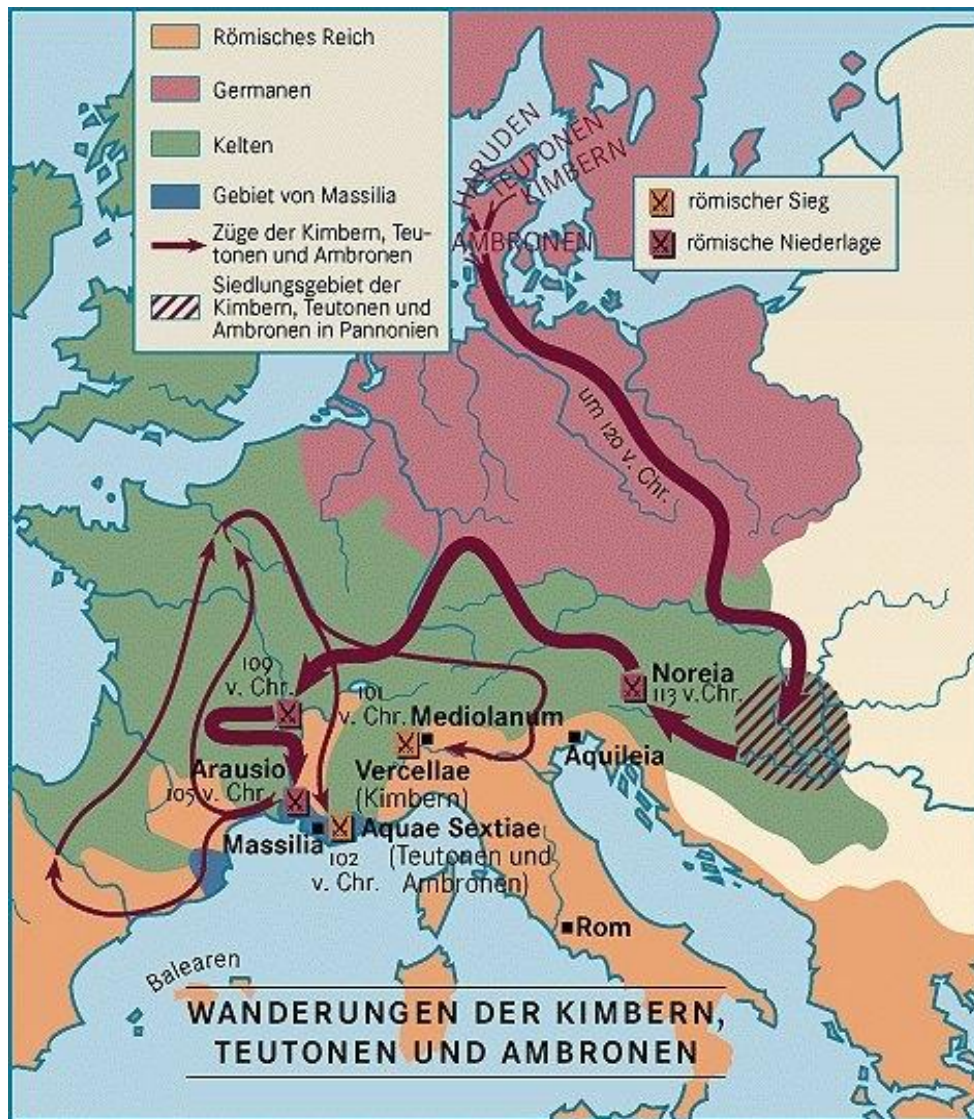 Römisches Reich
Germanen
Kelten
Gebiet von Massilia
Züge der Kimbern, Teu-
tonen und Ambronen
Siedlungsgebiet der
Kimbern, Teutonen und
Ambronen in Pannonien
römischer Sieg
römische Niederlage
HARUDEN
TEUTONEN
KIMBERN
AMBRONEN
um 120 v. Chr.
109
v. Chr.
101
v. Chr.
Mediolanum
Noreia
113 v. Chr.
Aquileia
Arausio
105 v. Chr.
Vercellae
(Kimbern)
Massilia
Aquae Sextiae
(Teutonen und
Ambronen)
102
v. Chr.
Rom
Balearen
WANDERUNGEN DER KIMBERN,
TEUTONEN UND AMBRONEN